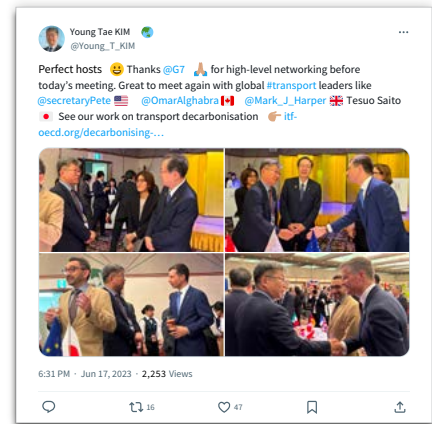 Young Tae KIM 🌏
@Young_T_KIM
Perfect hosts 😀 Thanks @G7 🙏🏼 for high-level networking before
today's meeting. Great to meet again with global #transport leaders like
@secretaryPete 🇺🇸 @OmarAlghabra 🇨🇦 @Mark_J_Harper 🇬🇧 Tesuo Saito
🇯🇵 See our work on transport decarbonisation 👉🏼 itf-
oecd.org/decarbonising-...
6:31 PM · Jun 17, 2023 · 2,253 Views
16 47